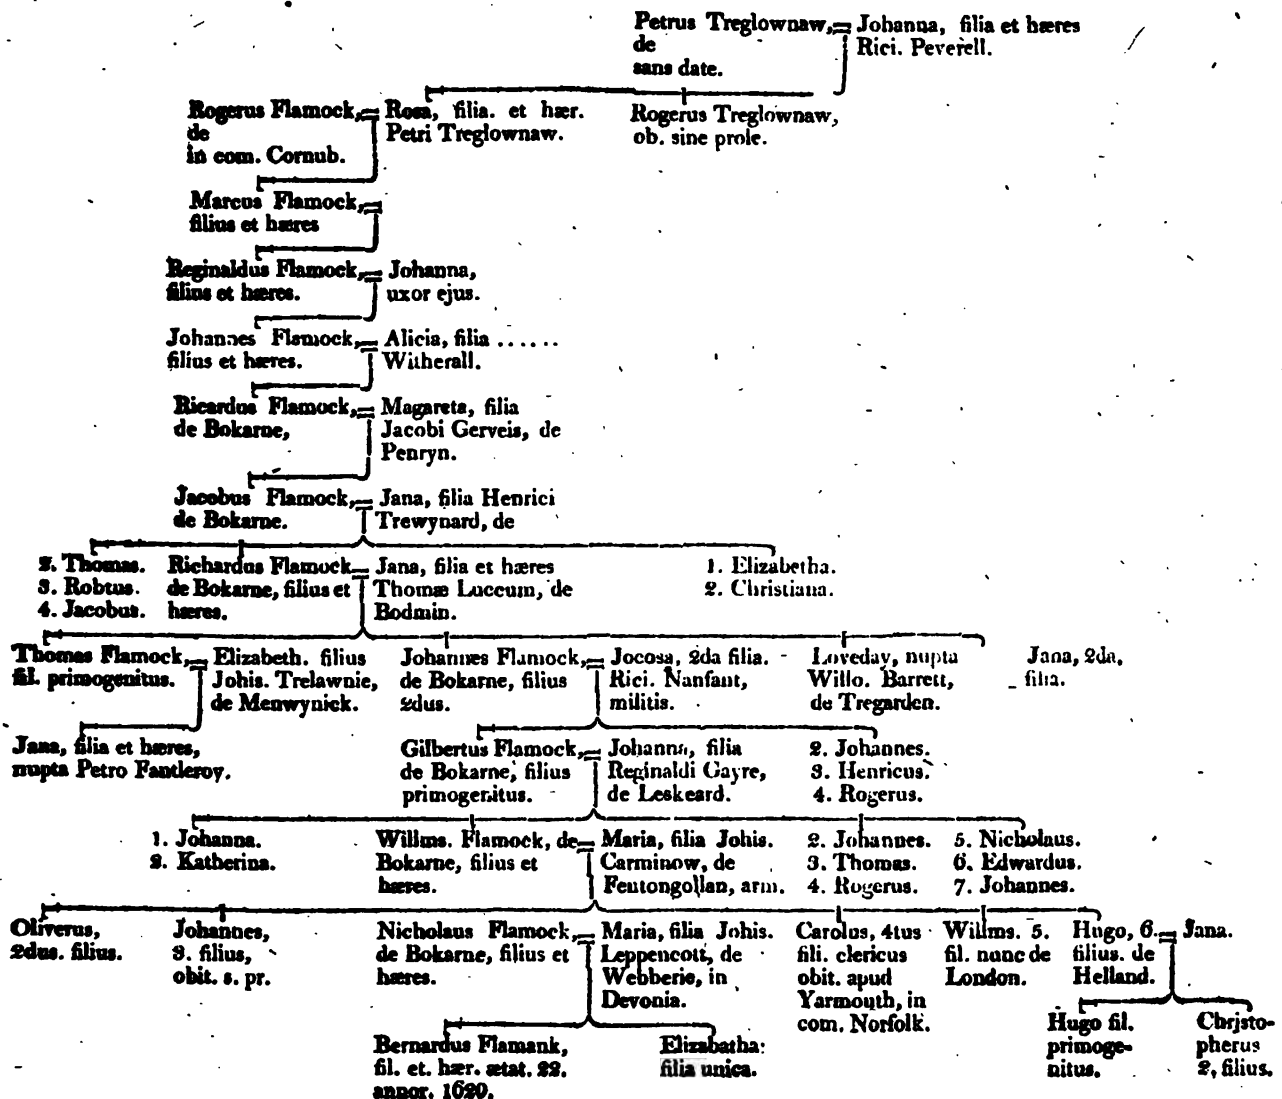 Petrus Treglownaw,
de
sans date.
Johanna, filia et hæres
Rici. Peverell.
Rogerus Flamock,
de
in com. Cornub.
Rosa, filia. et hær.
Petri Treglownaw.
Rogerus Treglownaw,
ob. sine prole.
Marcus Flamock,
filius et hæres
Reginaldus Flamock,
filius et hæres.
Johanna,
uxor ejus.
Johannes Flamock,
filius et hæres.
Alicia, filia ......
Witherall.
Ricardus Flamock,
de Bokarne,
Magareta, filia
Jacobi Gerveis, de
Penryn.
Jacobus Flamock,
de Bokarne.
Jana, filia Henrici
Trewynard, de
2. Thomas.
3. Robtus.
4. Jacobus.
Richardus Flamock
de Bokarne, filius et
hæres.
Jana, filia et hæres
Thomæ Luccum, de
Bodmin.
1. Elizabetha.
2. Christiana.
Thomas Flamock,
fil. primogenitus.
Elizabeth. filius
Johis. Trelawnie,
de Menwynick.
Johannes Flamock,
de Bokarne, filius
2dus.
Jocosa, 2da filia.
Rici. Nanfant,
militis.
Loveday, nupta
Willo. Barrett,
de Tregarden.
Jana, 2da,
filia.
Jana, filia et hæres,
nupta Petro Fantleroy.
Gilbertus Flamock,
de Bokarne, filius
primogenitus.
Johanna, filia
Reginaldi Gayre,
de Leskeard.
2. Johannes.
3. Henricus.
4. Rogerus.
1. Johanna.
2. Katherina.
Willms. Flamock, de
Bokarne, filius et
hæres.
Maria, filia Johis.
Carminow, de
Fentongollan, arm.
2. Johannes.
3. Thomas.
4. Rogerus.
5. Nicholaus.
6. Edwardus.
7. Johannes.
Oliverus,
2dus. filius.
Johannes,
3. filius,
obit. s. pr.
Nicholaus Flamock,
de Bokarne, filius et
hæres.
Maria, filia Johis.
Leppencott, de
Webberie, in
Devonia.
Carolus, 4tus
fili. clericus
obit. apud
Yarmouth, in
com. Norfolk.
Willms. 5.
fil. nunc de
London.
Hugo, 6.
filius. de
Helland.
Jana.
Bernardus Flamank,
fil. et. hær. ætat. 22.
annor. 1620.
Elizabatha:
filia unica.
Hugo fil.
primoge-
nitus.
Christo-
pherus
2, filius.